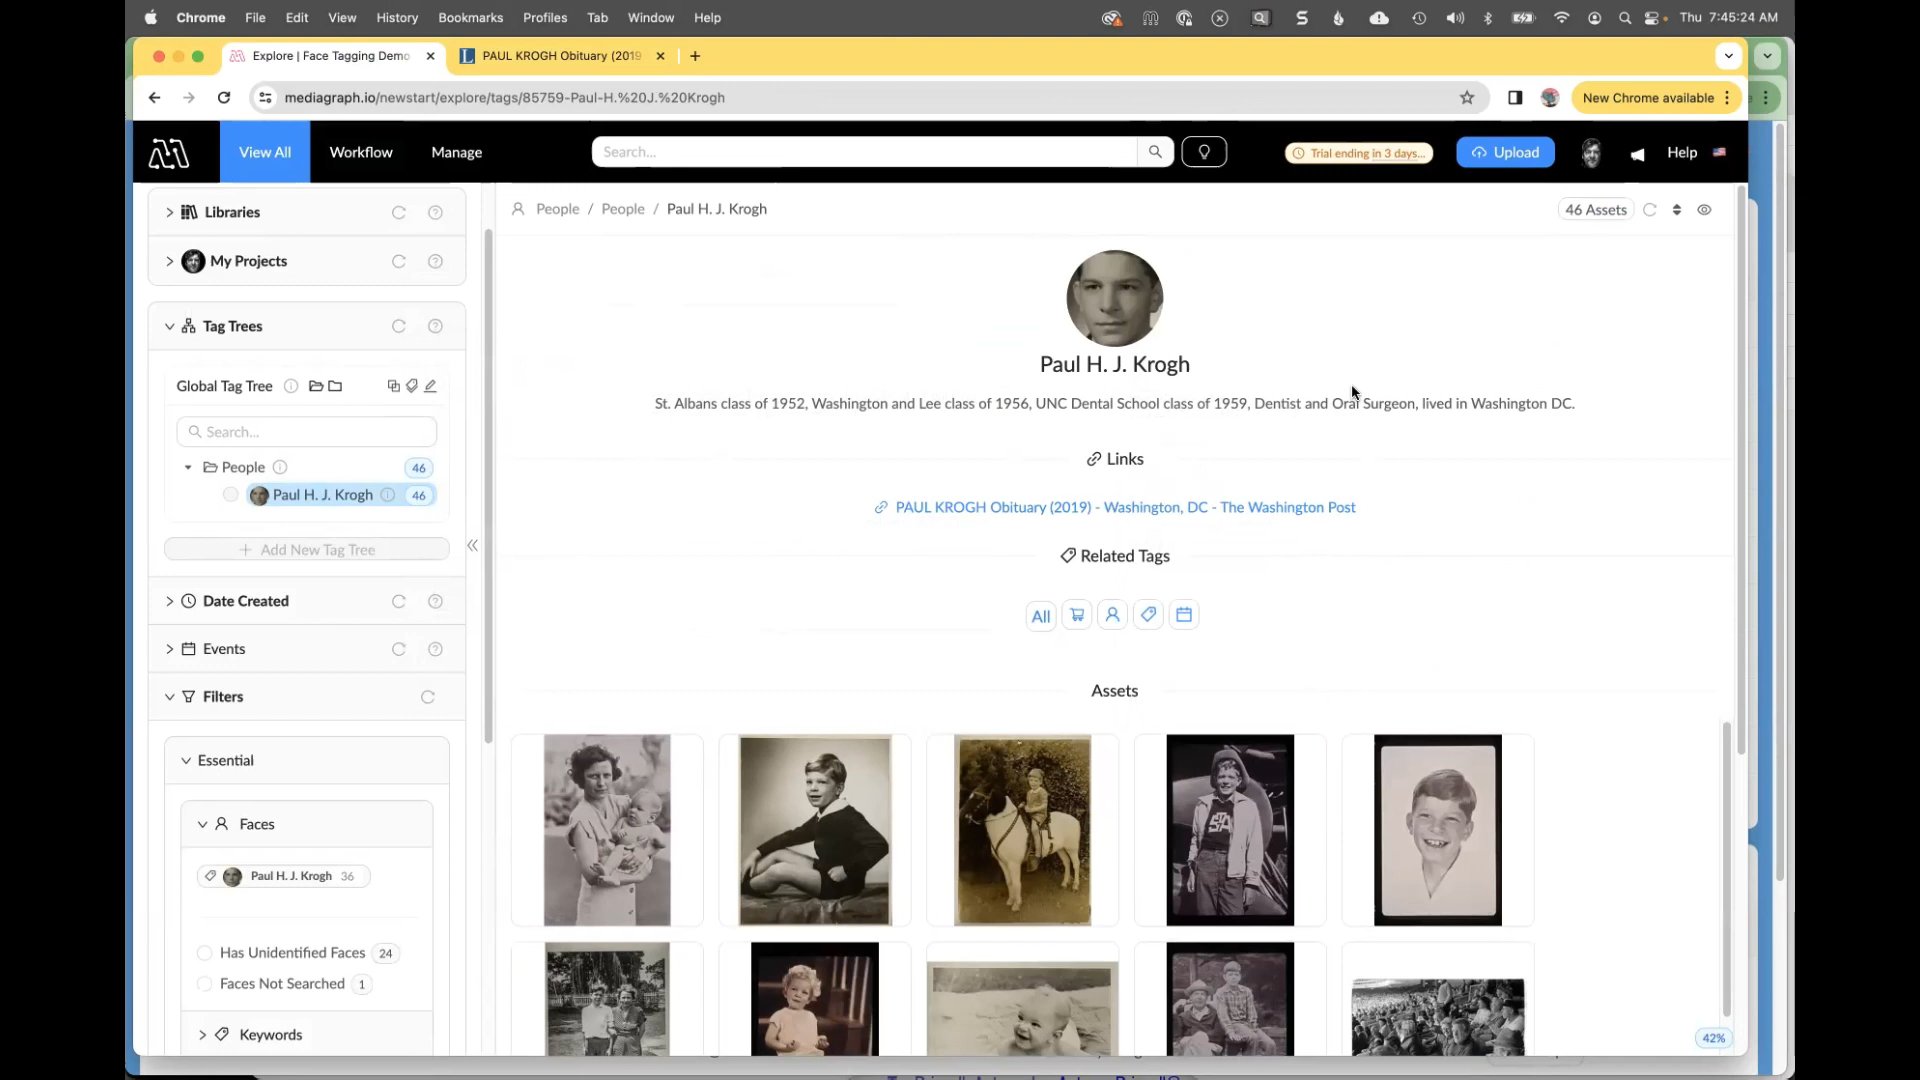 Chrome File Edit View History Bookmarks Profiles Tab Window Help Thu 7:45:24 AM
Explore | Face Tagging Demo PAUL KROGH Obituary (2019
mediagraph.io/newstart/explore/tags/85759-Paul-H.%20J.%20Krogh New Chrome available
View All Workflow Manage Search... Trial ending in 3 days... Upload Help
Libraries
My Projects
Tag Trees
Global Tag Tree
Search...
People 46
Paul H. J. Krogh 46
Add New Tag Tree
Date Created
Events
Filters
Essential
Faces
Paul H. J. Krogh 36
Has Unidentified Faces 24
Faces Not Searched 1
Keywords
People / People / Paul H. J. Krogh 46 Assets
Paul H. J. Krogh
St. Albans class of 1952, Washington and Lee class of 1956, UNC Dental School class of 1959, Dentist and Oral Surgeon, lived in Washington DC.
Links
PAUL KROGH Obituary (2019) - Washington, DC - The Washington Post
Related Tags
All
Assets
42%